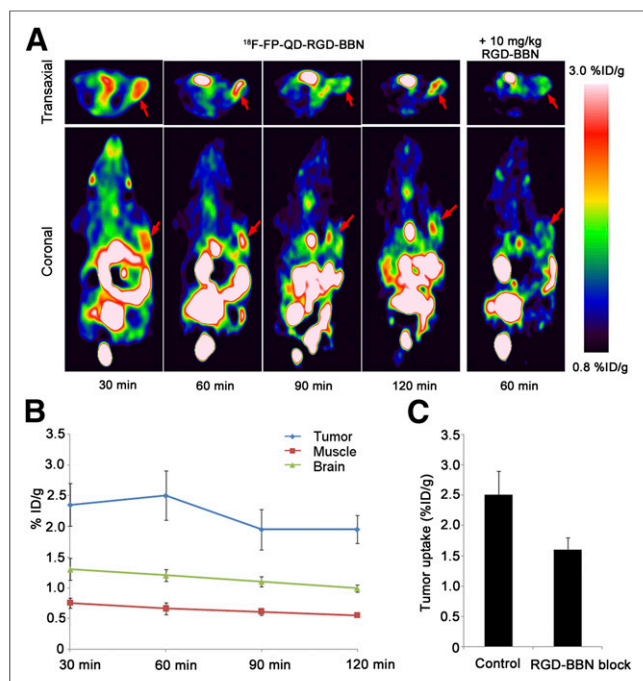 A
¹⁸F-FP-QD-RGD-BBN
+ 10 mg/kg
RGD-BBN
Transaxial
Coronal
3.0 %ID/g
0.8 %ID/g
30 min
60 min
90 min
120 min
60 min
B
% ID/g
3.5
3.0
2.5
2.0
1.5
1.0
0.5
0
Tumor
Muscle
Brain
30 min
60 min
90 min
120 min
C
Tumor uptake (%ID/g)
3.5
3.0
2.5
2.0
1.5
1.0
0.5
0
Control
RGD-BBN block